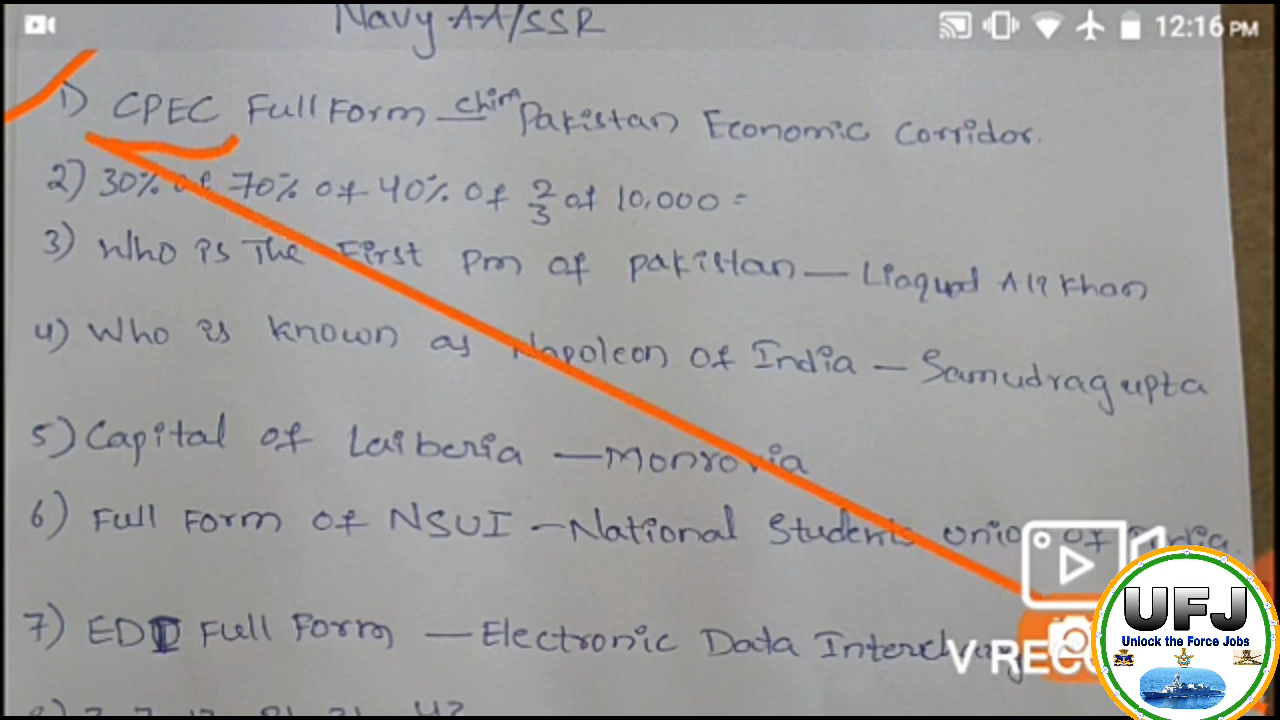 Navy AA/SSR
12:16 PM
1) CPEC Full Form — China Pakistan Economic Corridor.
2) 30% of 70% of 40% of 2/3 of 10,000 =
3) Who is The First Pm of Pakistan — Liaquat Ali Khan
4) Who is known as Napoleon of India — Samudragupta
5) Capital of Laiberia — Monrovia
6) Full Form of NSUI — National Students Union of India.
7) EDI Full Form — Electronic Data
V RECO
UFJ
Unlock the Force Jobs